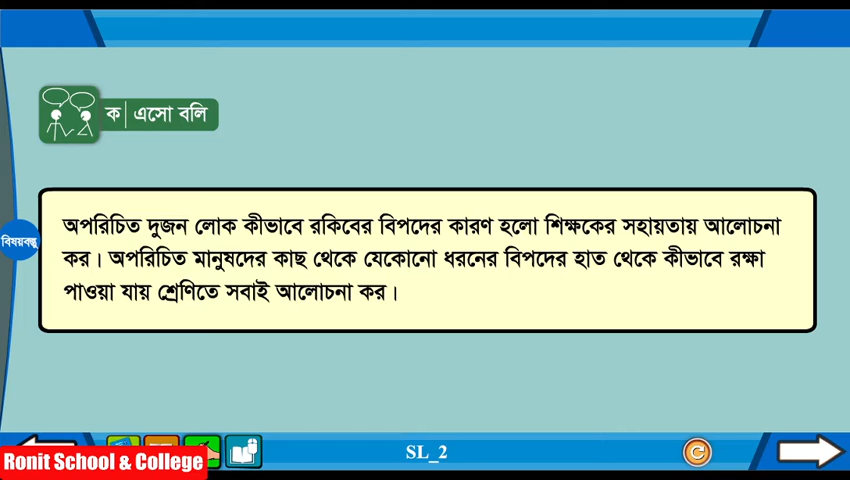 ক | এসো বলি
অপরিচিত দুজন লোক কীভাবে রকিবের বিপদের কারণ হলো শিক্ষকের সহায়তায় আলোচনা
কর। অপরিচিত মানুষদের কাছ থেকে যেকোনো ধরনের বিপদের হাত থেকে কীভাবে রক্ষা
পাওয়া যায় শ্রেণিতে সবাই আলোচনা কর।
বিষয়বস্তু
SL_2
Ronit School & College